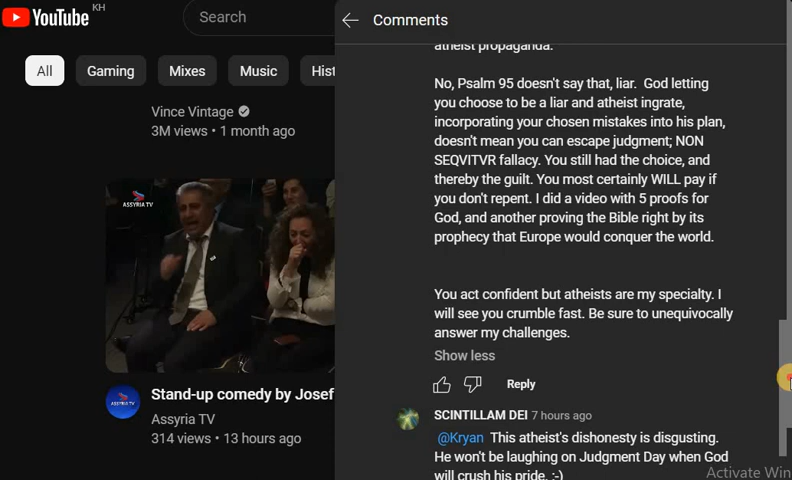 YouTube KH
Search
Comments
All
Gaming
Mixes
Music
Hist
Vince Vintage
3M views • 1 month ago
ASSYRIA TV
Stand-up comedy by Josef
ASSYRIA TV
Assyria TV
314 views • 13 hours ago
atheist propaganda.
No, Psalm 95 doesn't say that, liar. God letting
you choose to be a liar and atheist ingrate,
incorporating your chosen mistakes into his plan,
doesn't mean you can escape judgment; NON
SEQVITVR fallacy. You still had the choice, and
thereby the guilt. You most certainly WILL pay if
you don't repent. I did a video with 5 proofs for
God, and another proving the Bible right by its
prophecy that Europe would conquer the world.
You act confident but atheists are my specialty. I
will see you crumble fast. Be sure to unequivocally
answer my challenges.
Show less
Reply
SCINTILLAM DEI 7 hours ago
@Kryan This atheist's dishonesty is disgusting.
He won't be laughing on Judgment Day when God
will crush his pride. :-)
Activate Win